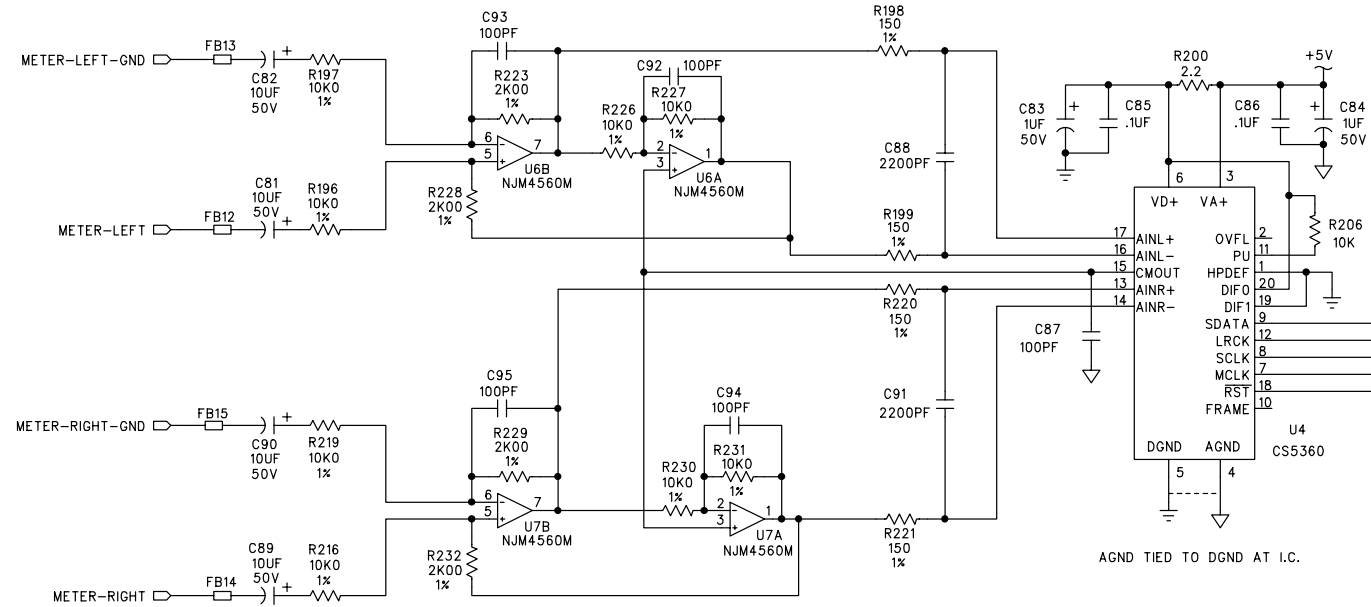 C93
100PF
R198
150
1%
METER-LEFT-GND
FB13
+
C82
10UF
50V
R197
10K0
1%
R223
2K00
1%
C92
100PF
R227
10K0
1%
R226
10K0
1%
R200
2.2
+5V
C83
1UF
50V
+
C85
.1UF
C86
.1UF
+
C84
1UF
50V
6
-
5
+
7
U6B
NJM4560M
2
-
3
+
1
U6A
NJM4560M
C88
2200PF
C81
10UF
50V
+
R196
10K0
1%
R228
2K00
1%
METER-LEFT
FB12
R199
150
1%
6
3
VD+
VA+
R206
10K
17
AINL+
16
AINL-
15
CMOUT
13
AINR+
14
AINR-
OVFL
2
PU
11
HPDEF
1
DIF0
20
DIF1
19
SDATA
9
LRCK
12
SCLK
8
MCLK
7
RST
18
FRAME
10
DGND
AGND
5
4
U4
CS5360
R220
150
1%
C87
100PF
C95
100PF
R229
2K00
1%
C94
100PF
R231
10K0
1%
R230
10K0
1%
C91
2200PF
METER-RIGHT-GND
FB15
+
C90
10UF
50V
R219
10K0
1%
6
-
5
+
7
U7B
NJM4560M
2
-
3
+
1
U7A
NJM4560M
R221
150
1%
C89
10UF
50V
+
R216
10K0
1%
R232
2K00
1%
METER-RIGHT
FB14
AGND TIED TO DGND AT I.C.